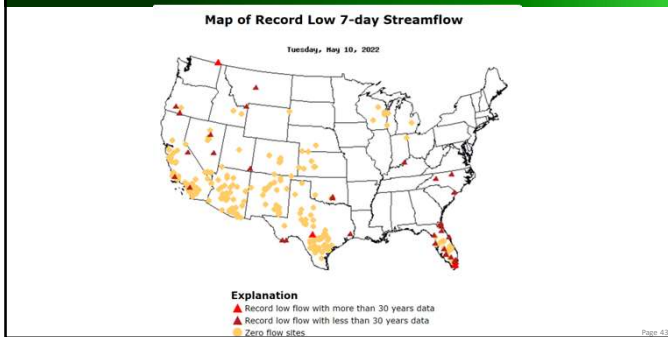 Map of Record Low 7-day Streamflow
Tuesday, May 10, 2022
Explanation
Record low flow with more than 30 years data
Record low flow with less than 30 years data
Zero flow sites
Page 43